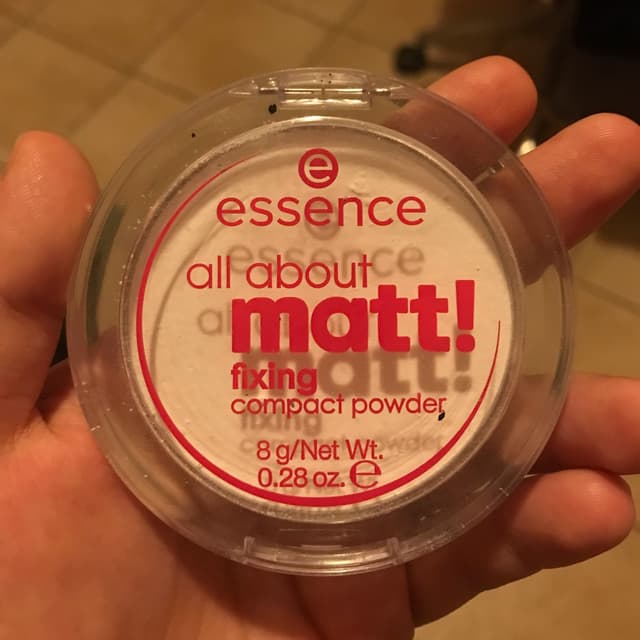 e
essence
all about
matt!
fixing
compact powder
8 g/Net Wt.
0.28 oz. ℮